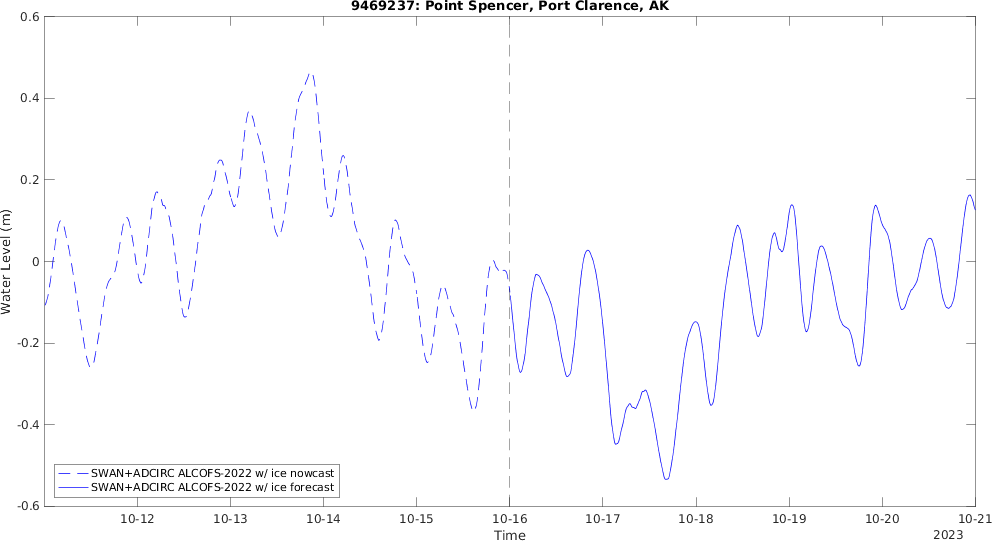 9469237: Point Spencer, Port Clarence, AK
0.6
0.4
0.2
0
-0.2
-0.4
-0.6
Water Level (m)
SWAN+ADCIRC ALCOFS-2022 w/ ice nowcast
SWAN+ADCIRC ALCOFS-2022 w/ ice forecast
10-12 10-13 10-14 10-15 10-16 10-17 10-18 10-19 10-20 10-21
Time
2023